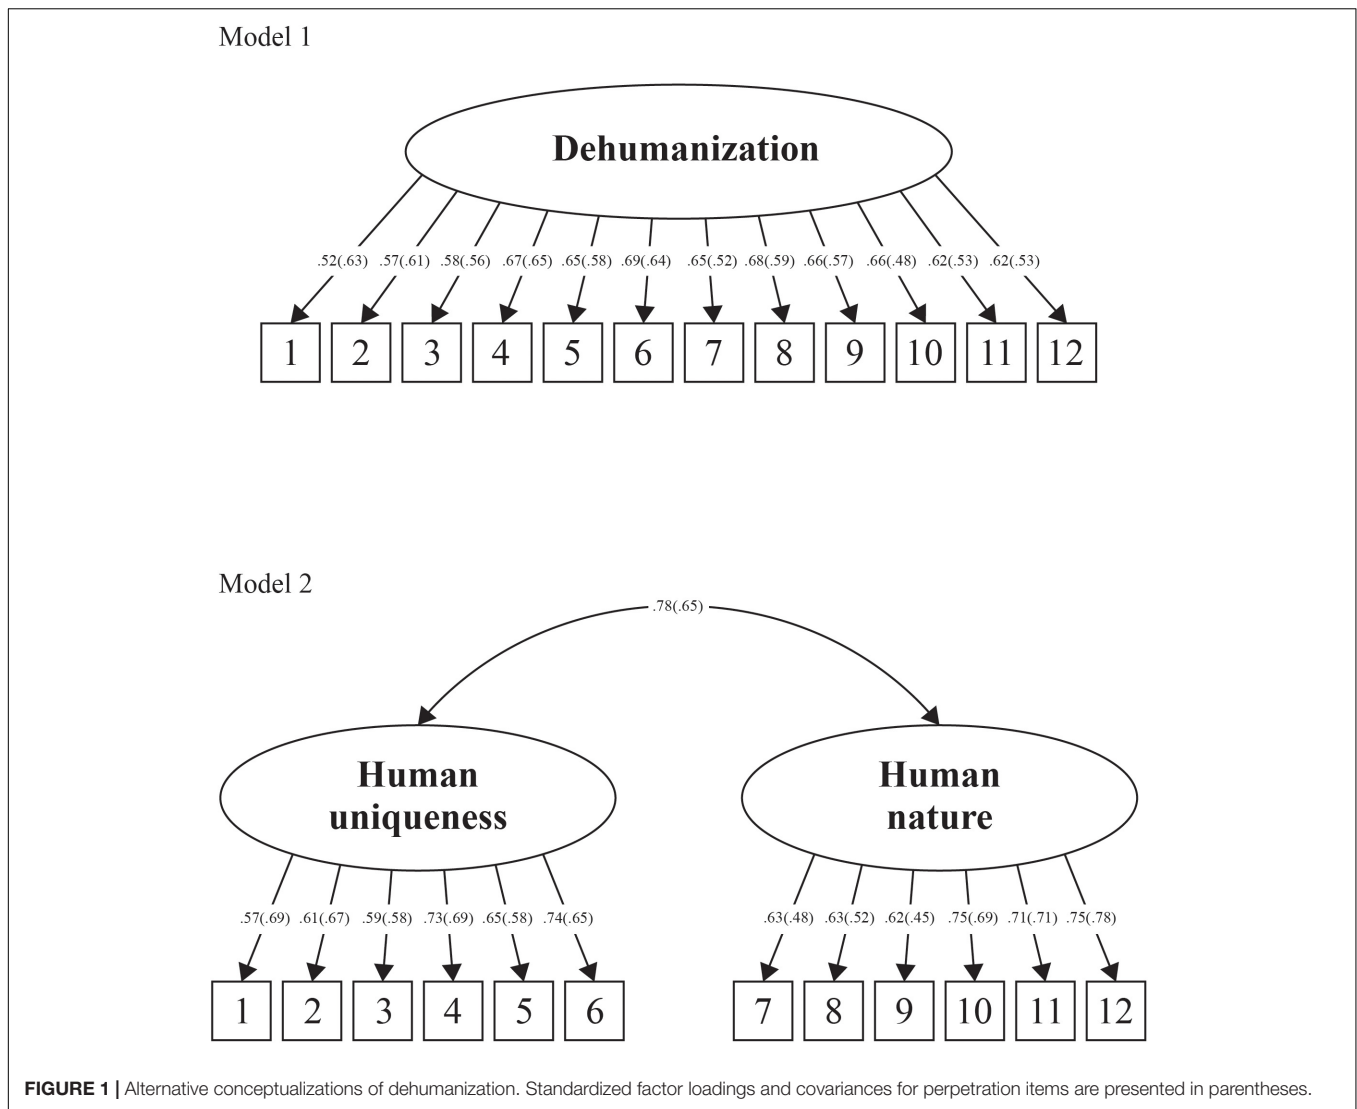 Model 1
Dehumanization
.52(.63) .57(.61) .58(.56) .67(.65) .65(.58) .69(.64) .65(.52) .68(.59) .66(.57) .66(.48) .62(.53) .62(.53)
1 2 3 4 5 6 7 8 9 10 11 12
Model 2
.78(.65)
Human
uniqueness
Human
nature
.57(.69) .61(.67) .59(.58) .73(.69) .65(.58) .74(.65)
.63(.48) .63(.52) .62(.45) .75(.69) .71(.71) .75(.78)
1 2 3 4 5 6
7 8 9 10 11 12
FIGURE 1 | Alternative conceptualizations of dehumanization. Standardized factor loadings and covariances for perpetration items are presented in parentheses.